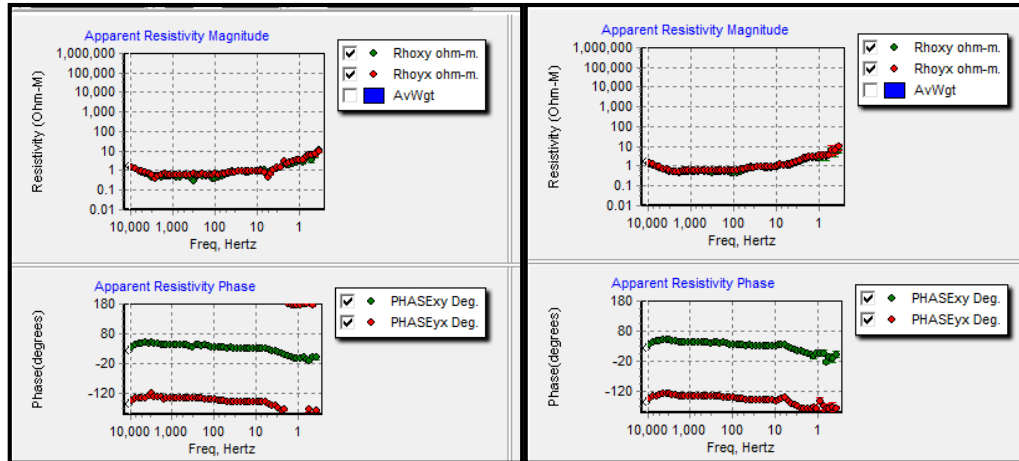 Apparent Resistivity Magnitude
Resistivity (Ohm-M)
1,000,000
100,000
10,000
1,000
100
10
1
0.1
0.01
10,000 1,000 100 10 1
Freq, Hertz
Rhoxy ohm-m.
Rhoyx ohm-m.
AvWgt
Apparent Resistivity Phase
Phase(degrees)
180
80
-20
-120
10,000 1,000 100 10 1
Freq, Hertz
PHASExy Deg.
PHASEyx Deg.
Apparent Resistivity Magnitude
Resistivity (Ohm-M)
1,000,000
100,000
10,000
1,000
100
10
1
0.1
0.01
10,000 1,000 100 10 1
Freq, Hertz
Rhoxy ohm-m.
Rhoyx ohm-m.
AvWgt
Apparent Resistivity Phase
Phase(degrees)
180
80
-20
-120
10,000 1,000 100 10 1
Freq, Hertz
PHASExy Deg.
PHASEyx Deg.